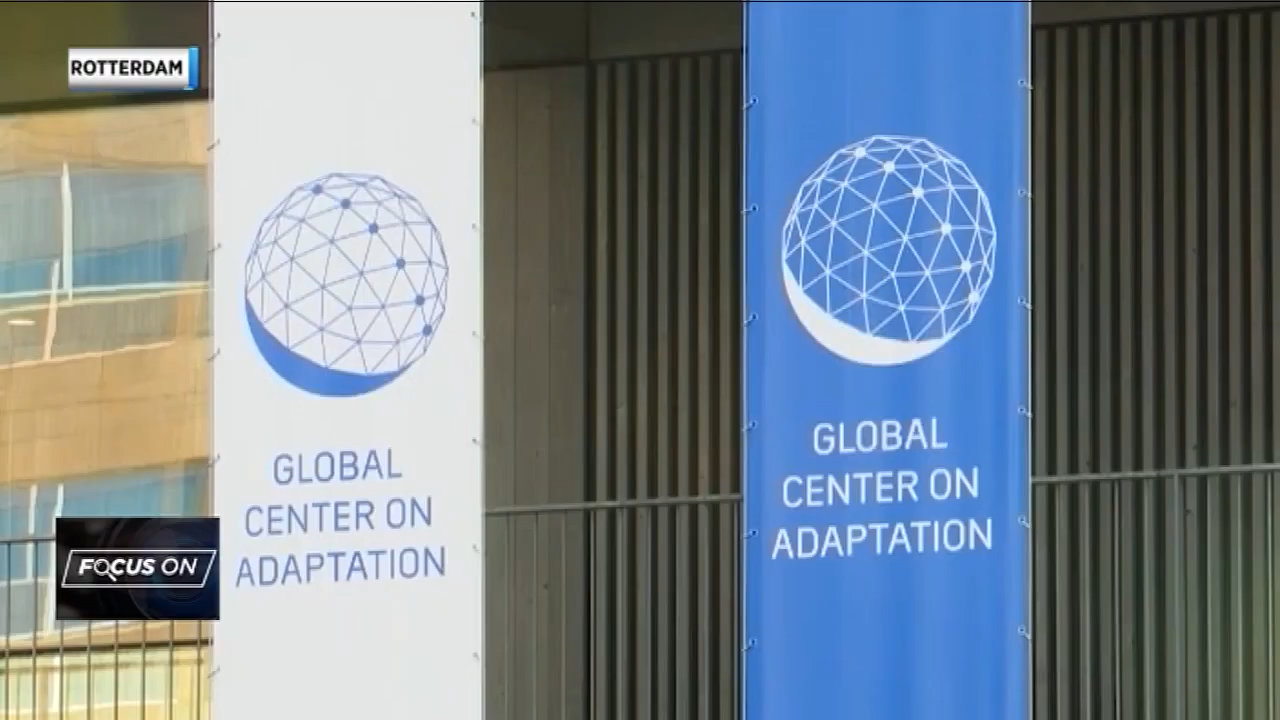 ROTTERDAM
GLOBAL
CENTER ON
ADAPTATION
GLOBAL
CENTER ON
ADAPTATION
FOCUS ON